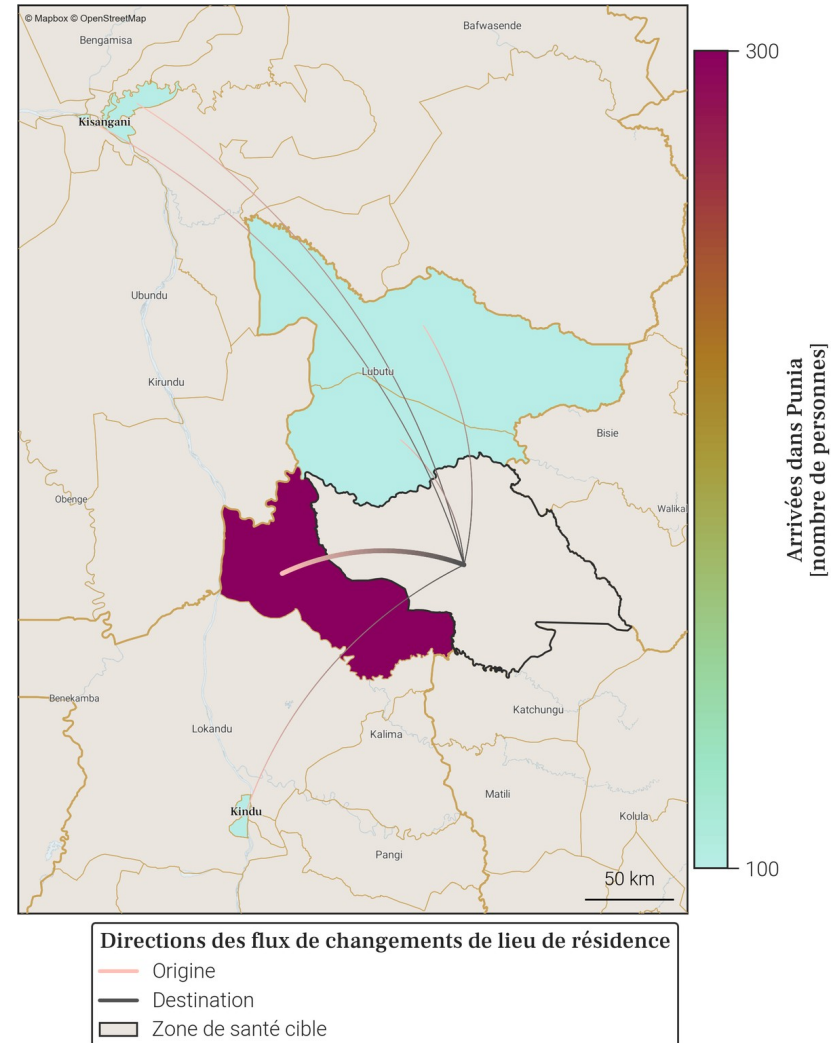 © Mapbox © OpenStreetMap
Bengamisa
Bafwasende
Kisangani
Ubundu
Kirundu
Lubutu
Bisie
Obenge
Walikal
Benekamba
Lokandu
Katchungu
Kalima
Matili
Kindu
Kolula
Pangi
50 km
300
100
Arrivées dans Punia
[nombre de personnes]
Directions des flux de changements de lieu de résidence
Origine
Destination
Zone de santé cible